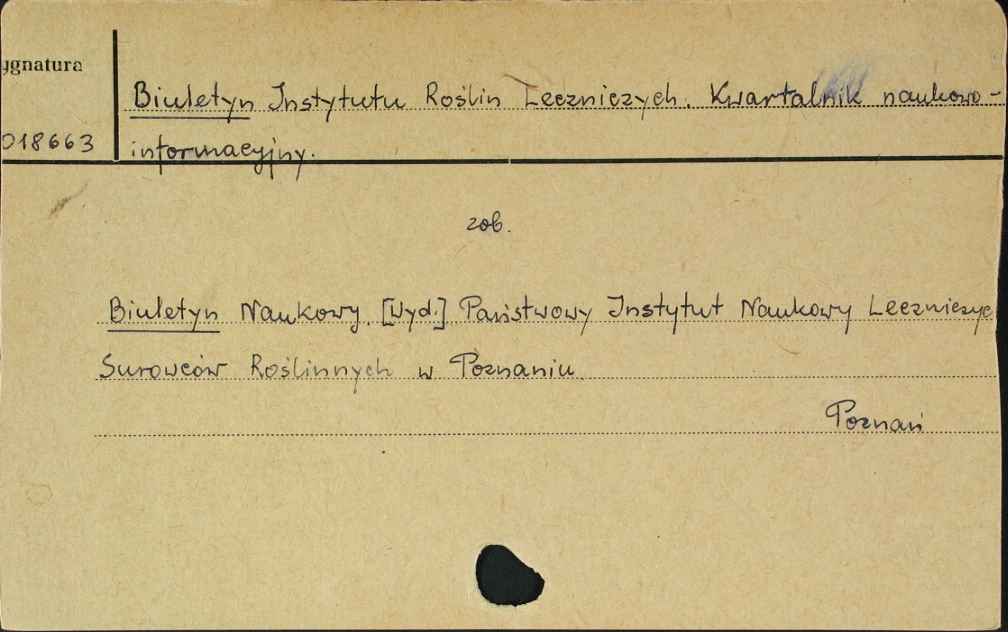 ygnatura
Biuletyn Instytutu Roślin Leczniczych. Kwartalnik naukowo-
018663
informacyjny.
zob.
Biuletyn Naukowy. [Wyd.] Państwowy Instytut Naukowy Leczniczyc
Surowców Roślinnych w Poznaniu.
Poznań